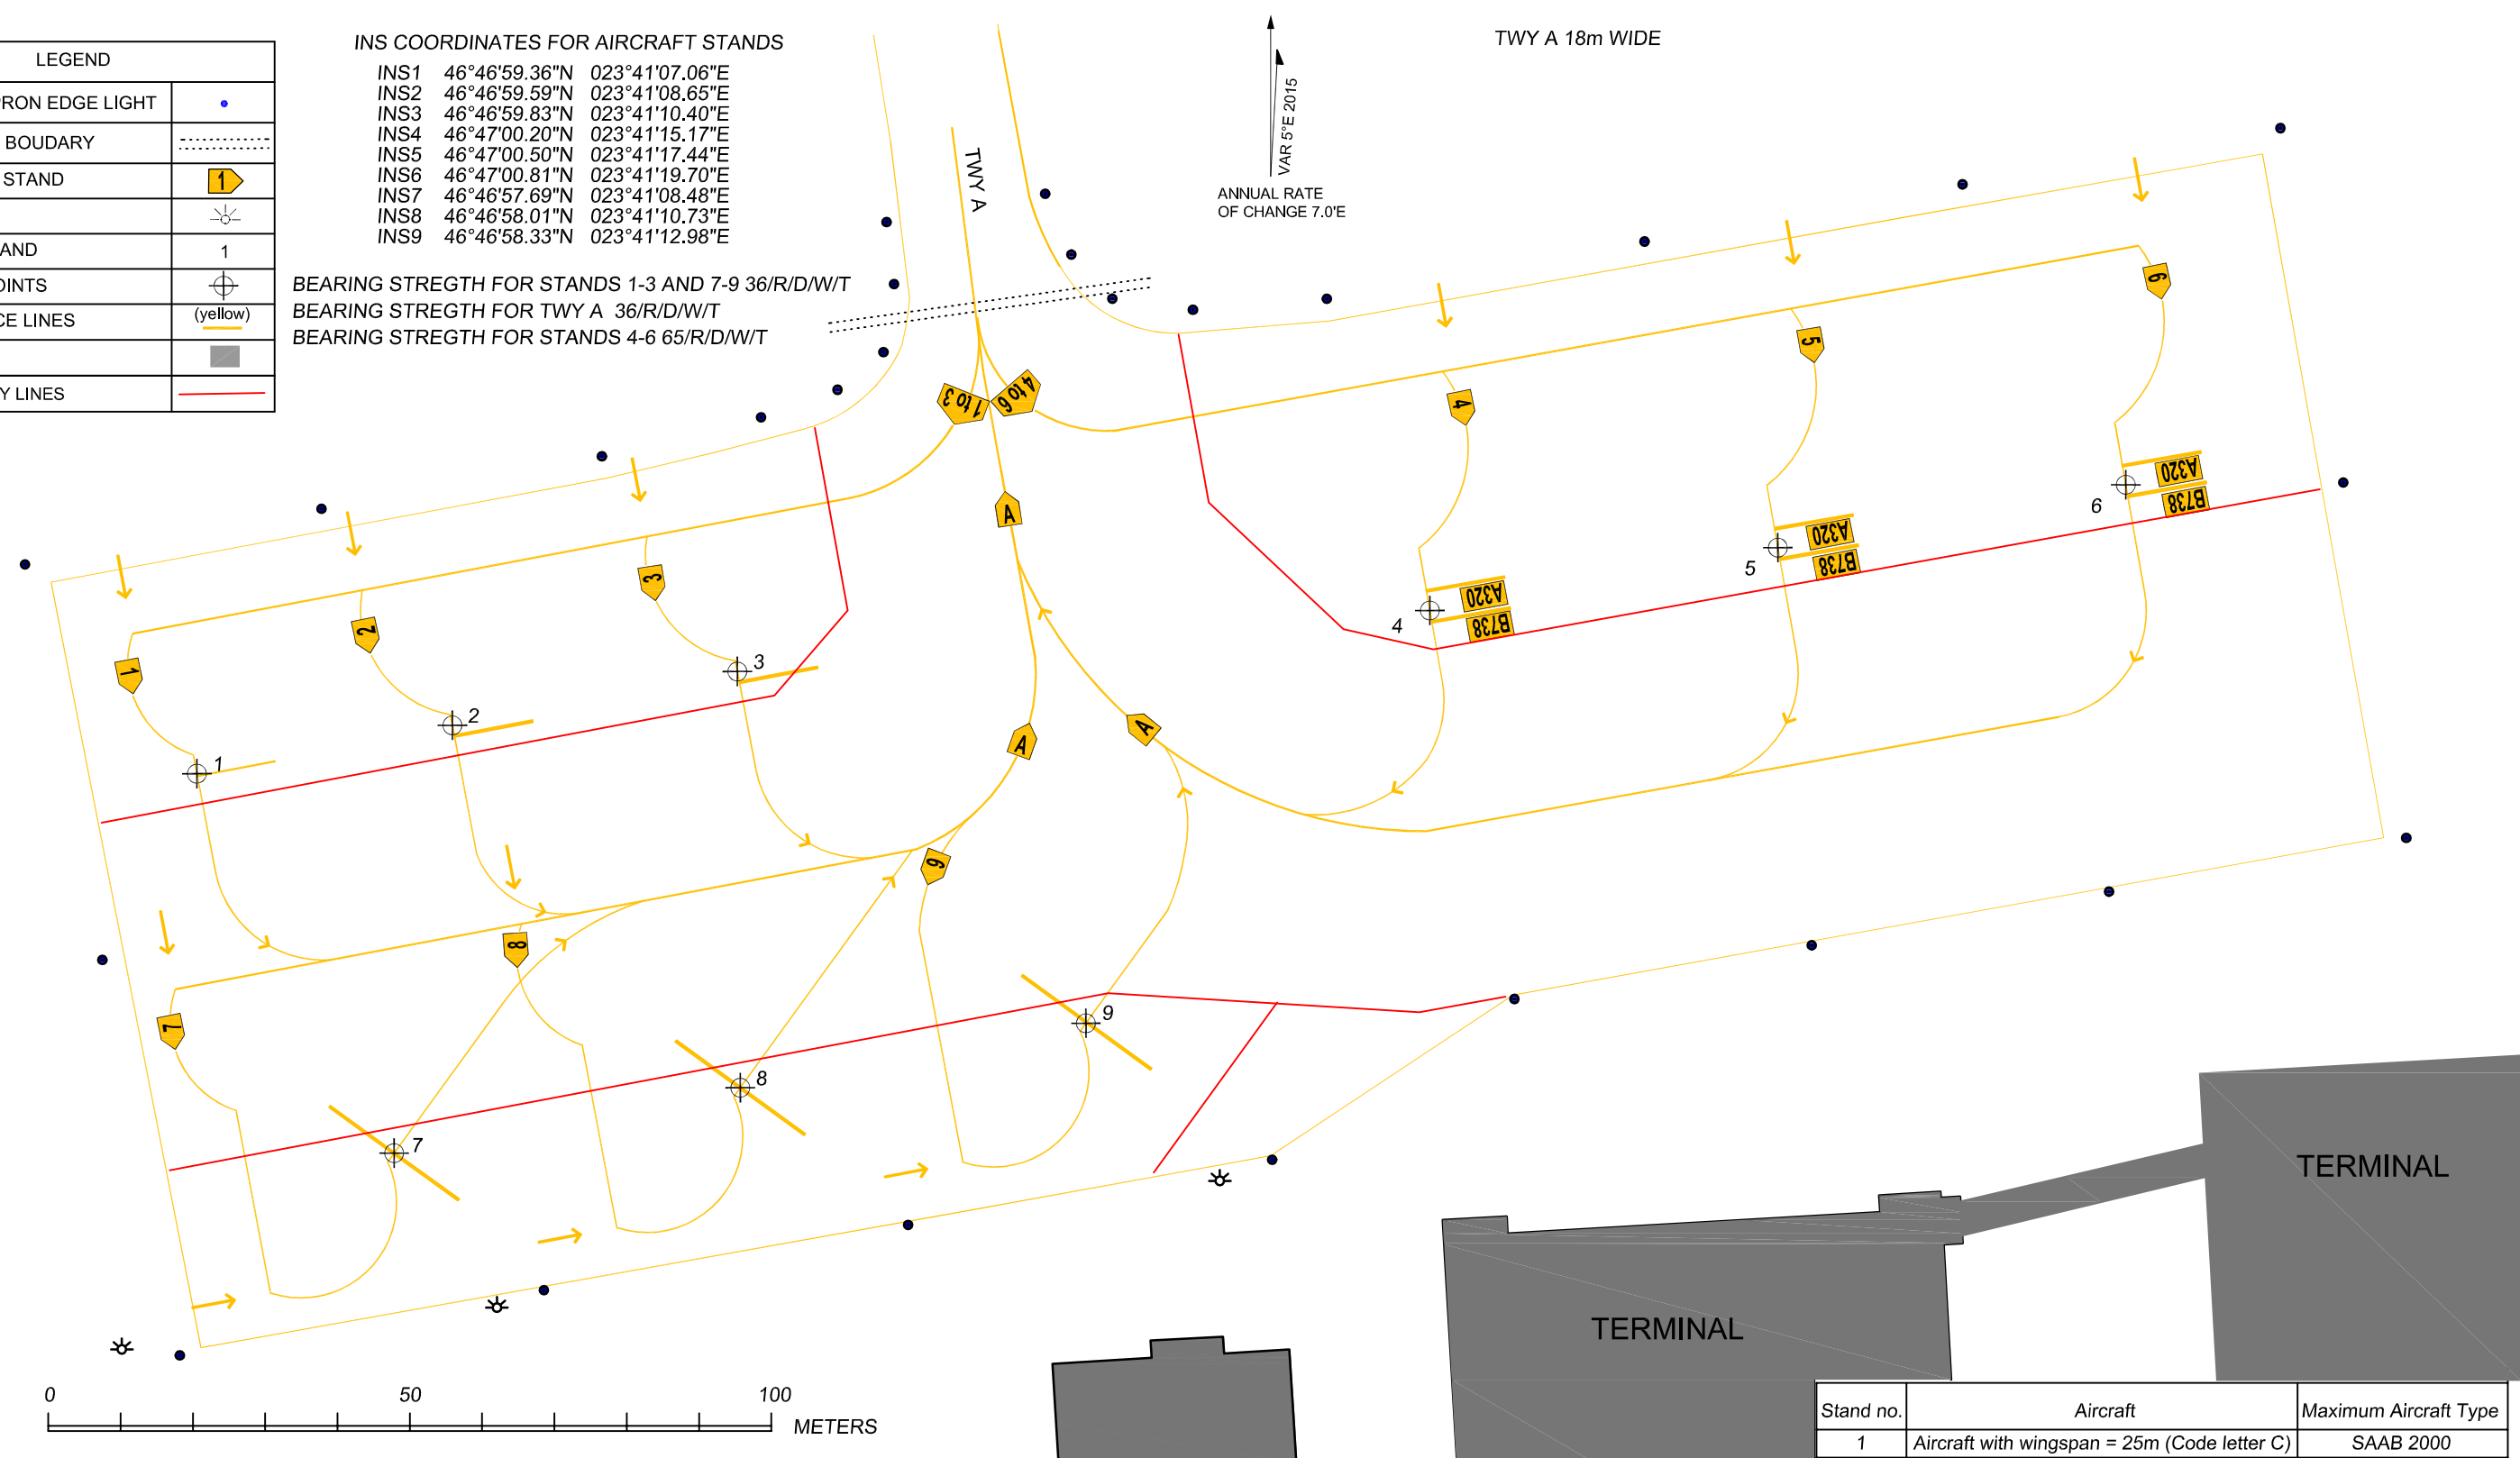 LEGEND
RON EDGE LIGHT
BOUDARY
STAND
1
AND
1
OINTS
CE LINES
(yellow)
Y LINES
INS COORDINATES FOR AIRCRAFT STANDS
INS1 46°46'59.36"N 023°41'07.06"E
INS2 46°46'59.59"N 023°41'08.65"E
INS3 46°46'59.83"N 023°41'10.40"E
INS4 46°47'00.20"N 023°41'15.17"E
INS5 46°47'00.50"N 023°41'17.44"E
INS6 46°47'00.81"N 023°41'19.70"E
INS7 46°46'57.69"N 023°41'08.48"E
INS8 46°46'58.01"N 023°41'10.73"E
INS9 46°46'58.33"N 023°41'12.98"E
BEARING STREGTH FOR STANDS 1-3 AND 7-9 36/R/D/W/T
BEARING STREGTH FOR TWY A 36/R/D/W/T
BEARING STREGTH FOR STANDS 4-6 65/R/D/W/T
TWY A
VAR 5°E 2015
ANNUAL RATE
OF CHANGE 7.0'E
TWY A 18m WIDE
1 to 3
4 to 6
6
5
4
A320
B738
6
A320
B738
5
A320
B738
4
A
3
2
1
3
2
1
A
A
9
8
7
9
8
7
TERMINAL
TERMINAL
0 50 100
METERS
Stand no. Aircraft Maximum Aircraft Type
1 Aircraft with wingspan = 25m (Code letter C) SAAB 2000